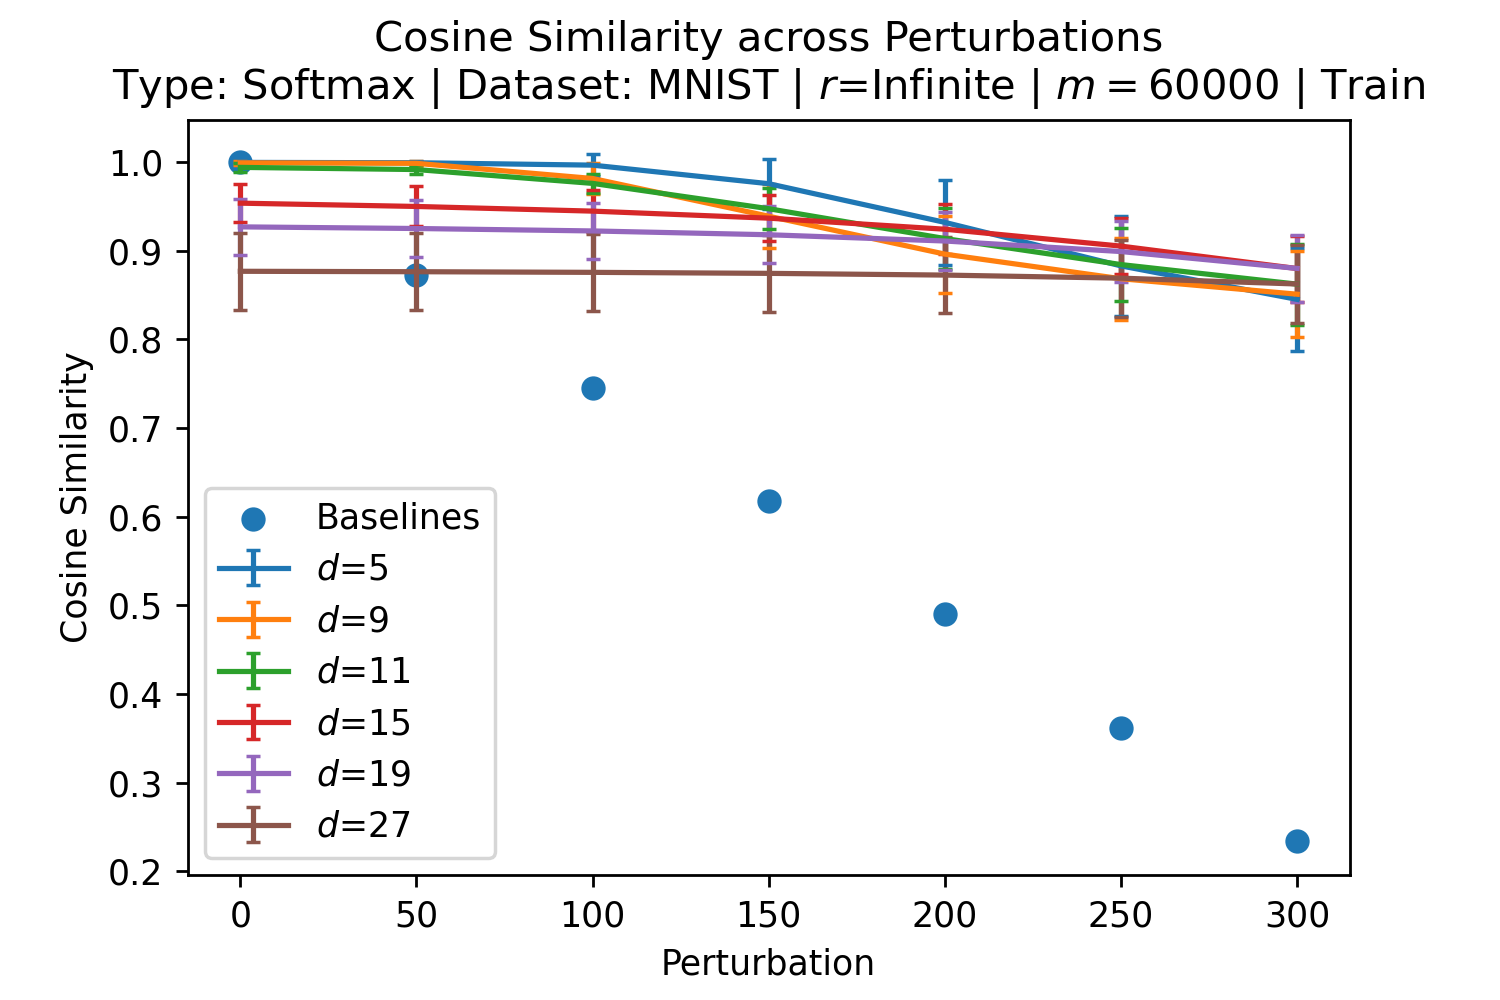 Cosine Similarity across Perturbations
Type: Softmax | Dataset: MNIST | r=Infinite | m = 60000 | Train
Cosine Similarity
1.0
0.9
0.8
0.7
0.6
0.5
0.4
0.3
0.2
Baselines
d=5
d=9
d=11
d=15
d=19
d=27
0 50 100 150 200 250 300
Perturbation